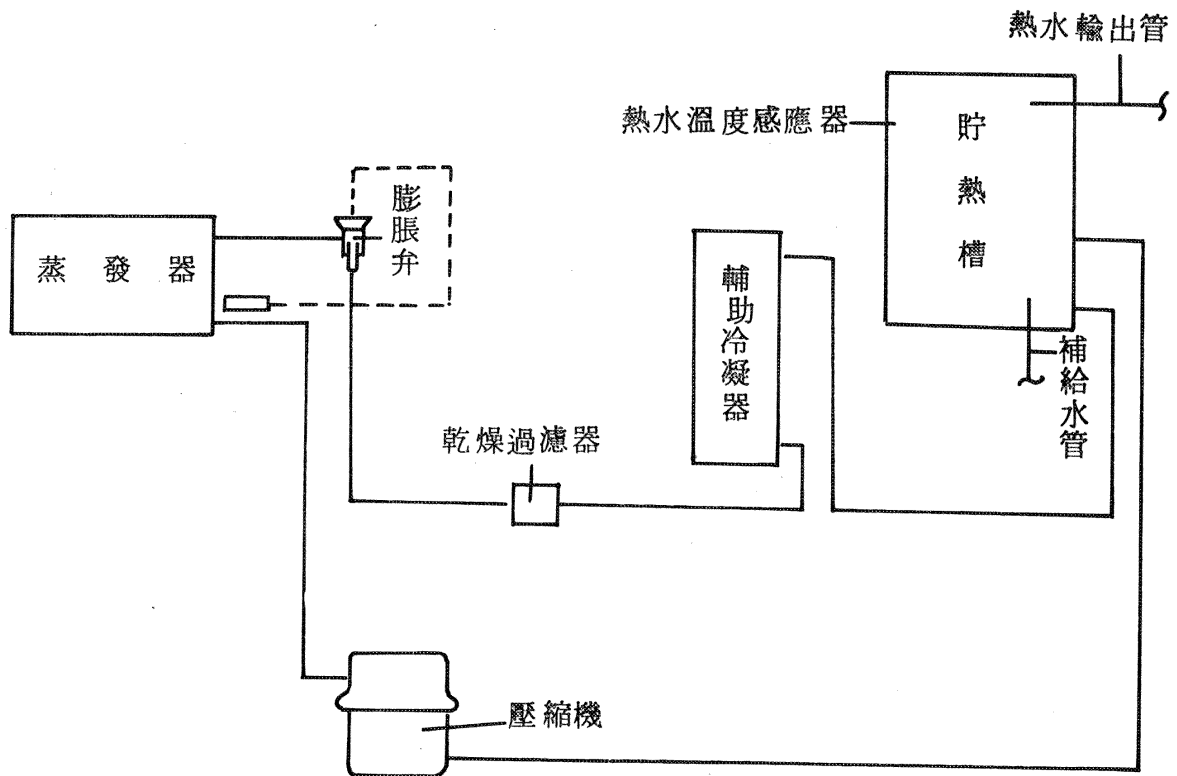 熱水輸出管
熱水溫度感應器
貯熱槽
膨脹弁
蒸發器
輔助冷凝器
補給水管
乾燥過濾器
壓縮機